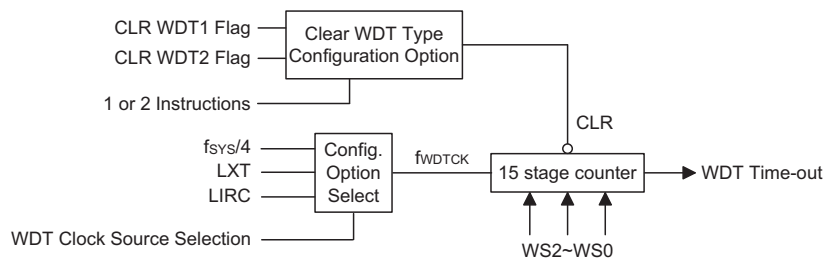 CLR WDT1 Flag
CLR WDT2 Flag
1 or 2 Instructions
Clear WDT Type
Configuration Option
CLR
fSYS/4
LXT
LIRC
WDT Clock Source Selection
Config.
Option
Select
fWDTCK
15 stage counter
WDT Time-out
WS2~WS0